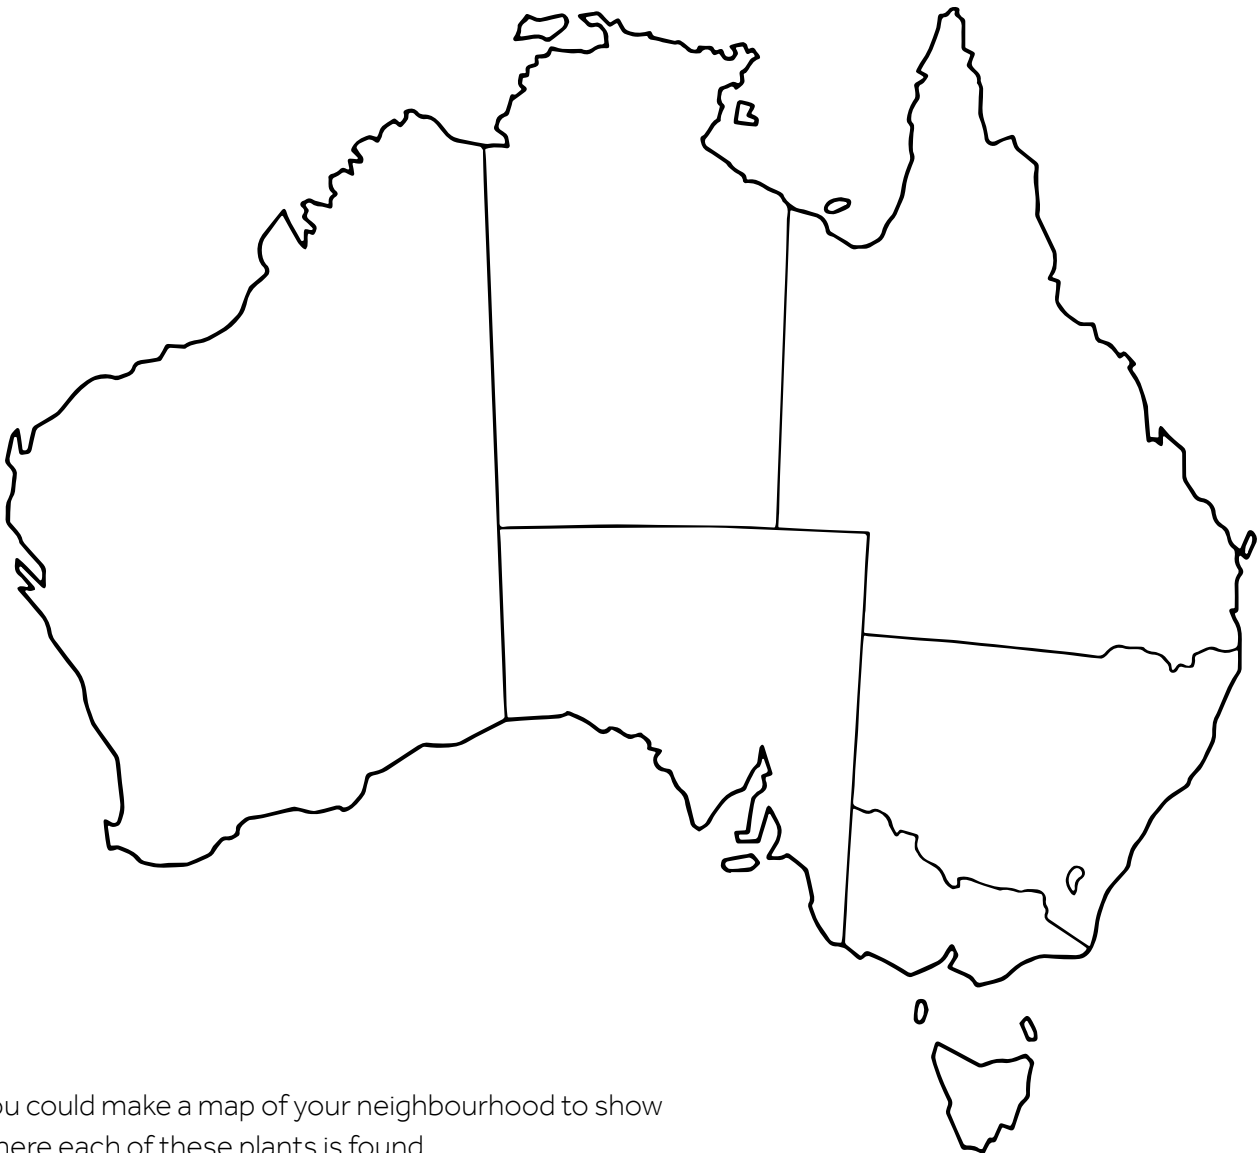 ou could make a map of your neighbourhood to show
here each of these plants is found